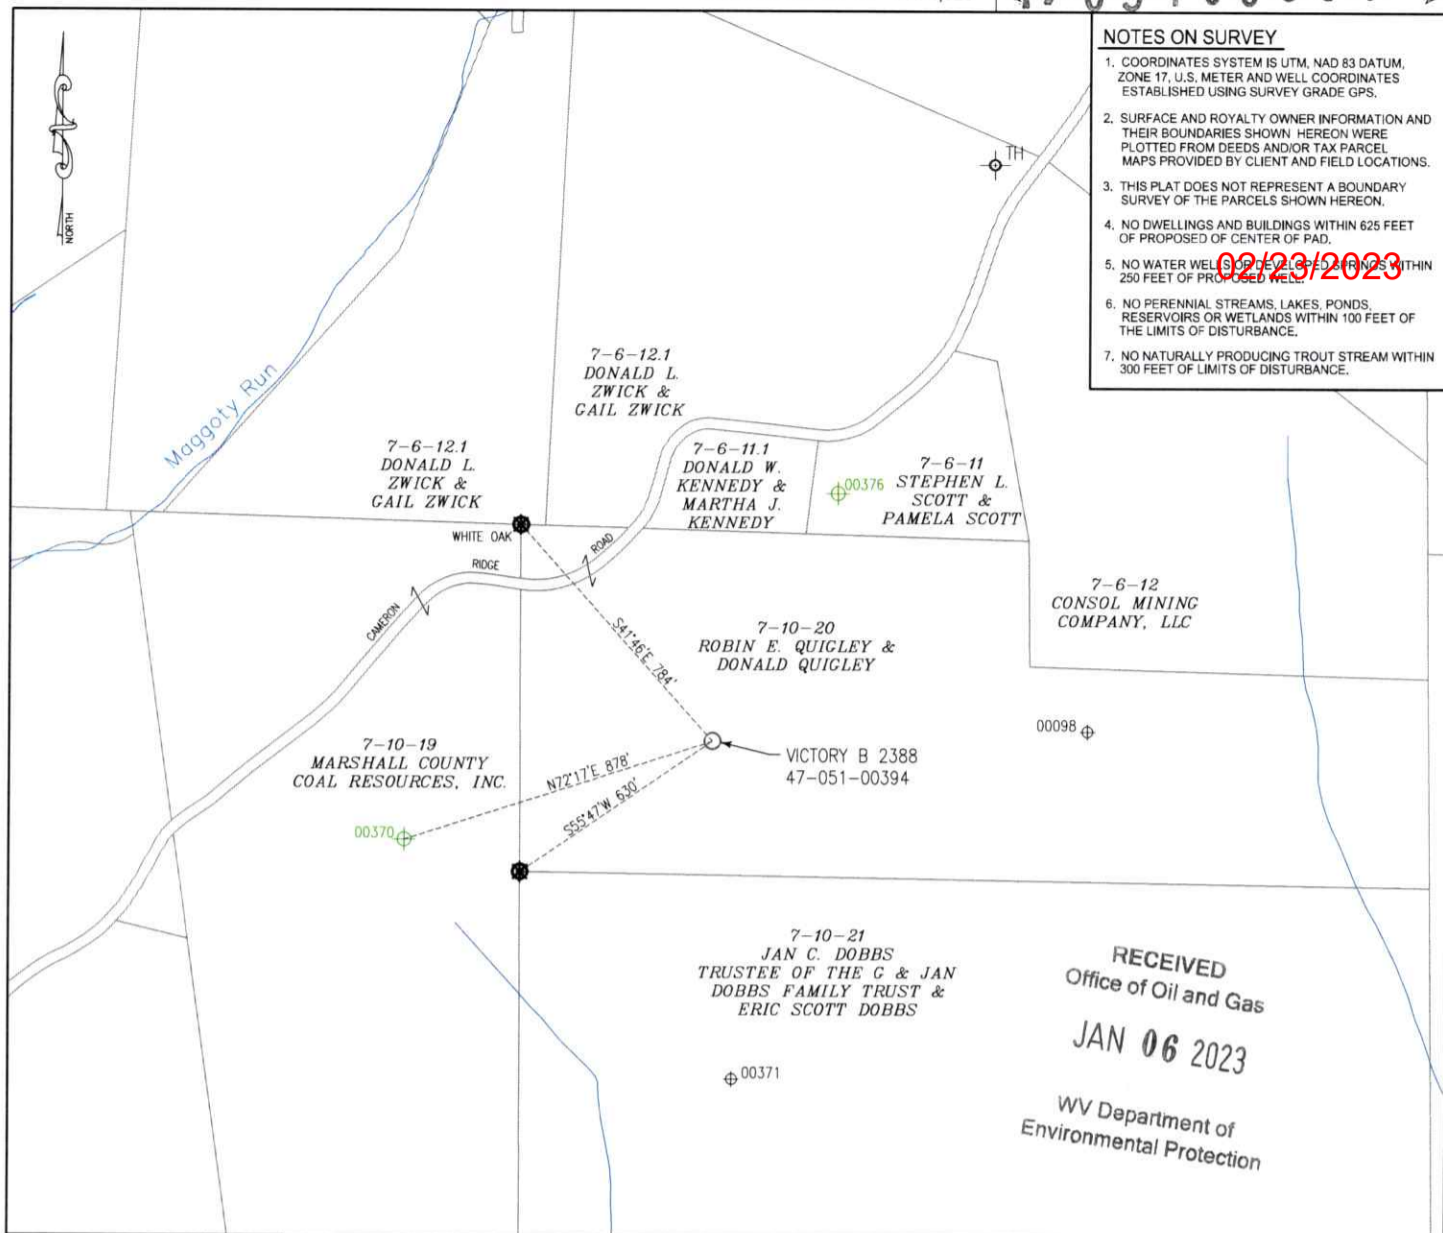 NOTES ON SURVEY
1. COORDINATES SYSTEM IS UTM, NAD 83 DATUM,
ZONE 17, U.S. METER AND WELL COORDINATES
ESTABLISHED USING SURVEY GRADE GPS.
2. SURFACE AND ROYALTY OWNER INFORMATION AND
THEIR BOUNDARIES SHOWN HEREON WERE
PLOTTED FROM DEEDS AND/OR TAX PARCEL
MAPS PROVIDED BY CLIENT AND FIELD LOCATIONS.
3. THIS PLAT DOES NOT REPRESENT A BOUNDARY
SURVEY OF THE PARCELS SHOWN HEREON.
4. NO DWELLINGS AND BUILDINGS WITHIN 625 FEET
OF PROPOSED OF CENTER OF PAD.
5. NO WATER WELLS OR DEVELOPED SPRINGS WITHIN
250 FEET OF PROPOSED WELL.
02/23/2023
6. NO PERENNIAL STREAMS, LAKES, PONDS,
RESERVOIRS OR WETLANDS WITHIN 100 FEET OF
THE LIMITS OF DISTURBANCE.
7. NO NATURALLY PRODUCING TROUT STREAM WITHIN
300 FEET OF LIMITS OF DISTURBANCE.
NORTH
TH
Maggoty Run
7-6-12.1
DONALD L.
ZWICK &
GAIL ZWICK
7-6-12.1
DONALD L.
ZWICK &
GAIL ZWICK
7-6-11.1
DONALD W.
KENNEDY &
MARTHA J.
KENNEDY
00376
7-6-11
STEPHEN L.
SCOTT &
PAMELA SCOTT
WHITE OAK
CAMERON
RIDGE
ROAD
7-6-12
CONSOL MINING
COMPANY, LLC
S41°46'E 784'
7-10-20
ROBIN E. QUIGLEY &
DONALD QUIGLEY
00098
7-10-19
MARSHALL COUNTY
COAL RESOURCES, INC.
N72°17'E 878'
S55°47'W 630'
VICTORY B 2388
47-051-00394
00370
7-10-21
JAN C. DOBBS
TRUSTEE OF THE G & JAN
DOBBS FAMILY TRUST &
ERIC SCOTT DOBBS
00371
RECEIVED
Office of Oil and Gas
JAN 06 2023
WV Department of
Environmental Protection